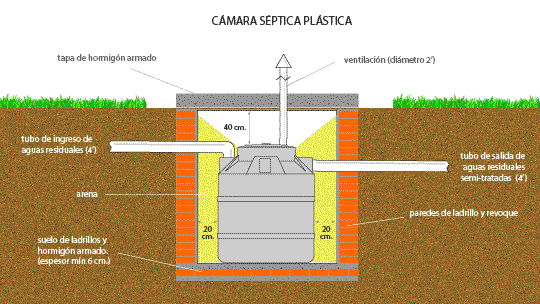 CÁMARA SÉPTICA PLÁSTICA
tapa de hormigón armado
ventilación (diámetro 2')
40 cm.
tubo de ingreso de
aguas residuales (4')
tubo de salida de
aguas residuales
semi-tratadas (4')
arena
paredes de ladrillo y revoque
20
cm.
20
cm.
suelo de ladrillos y
hormigón armado.
(espesor mín. 6 cm.)